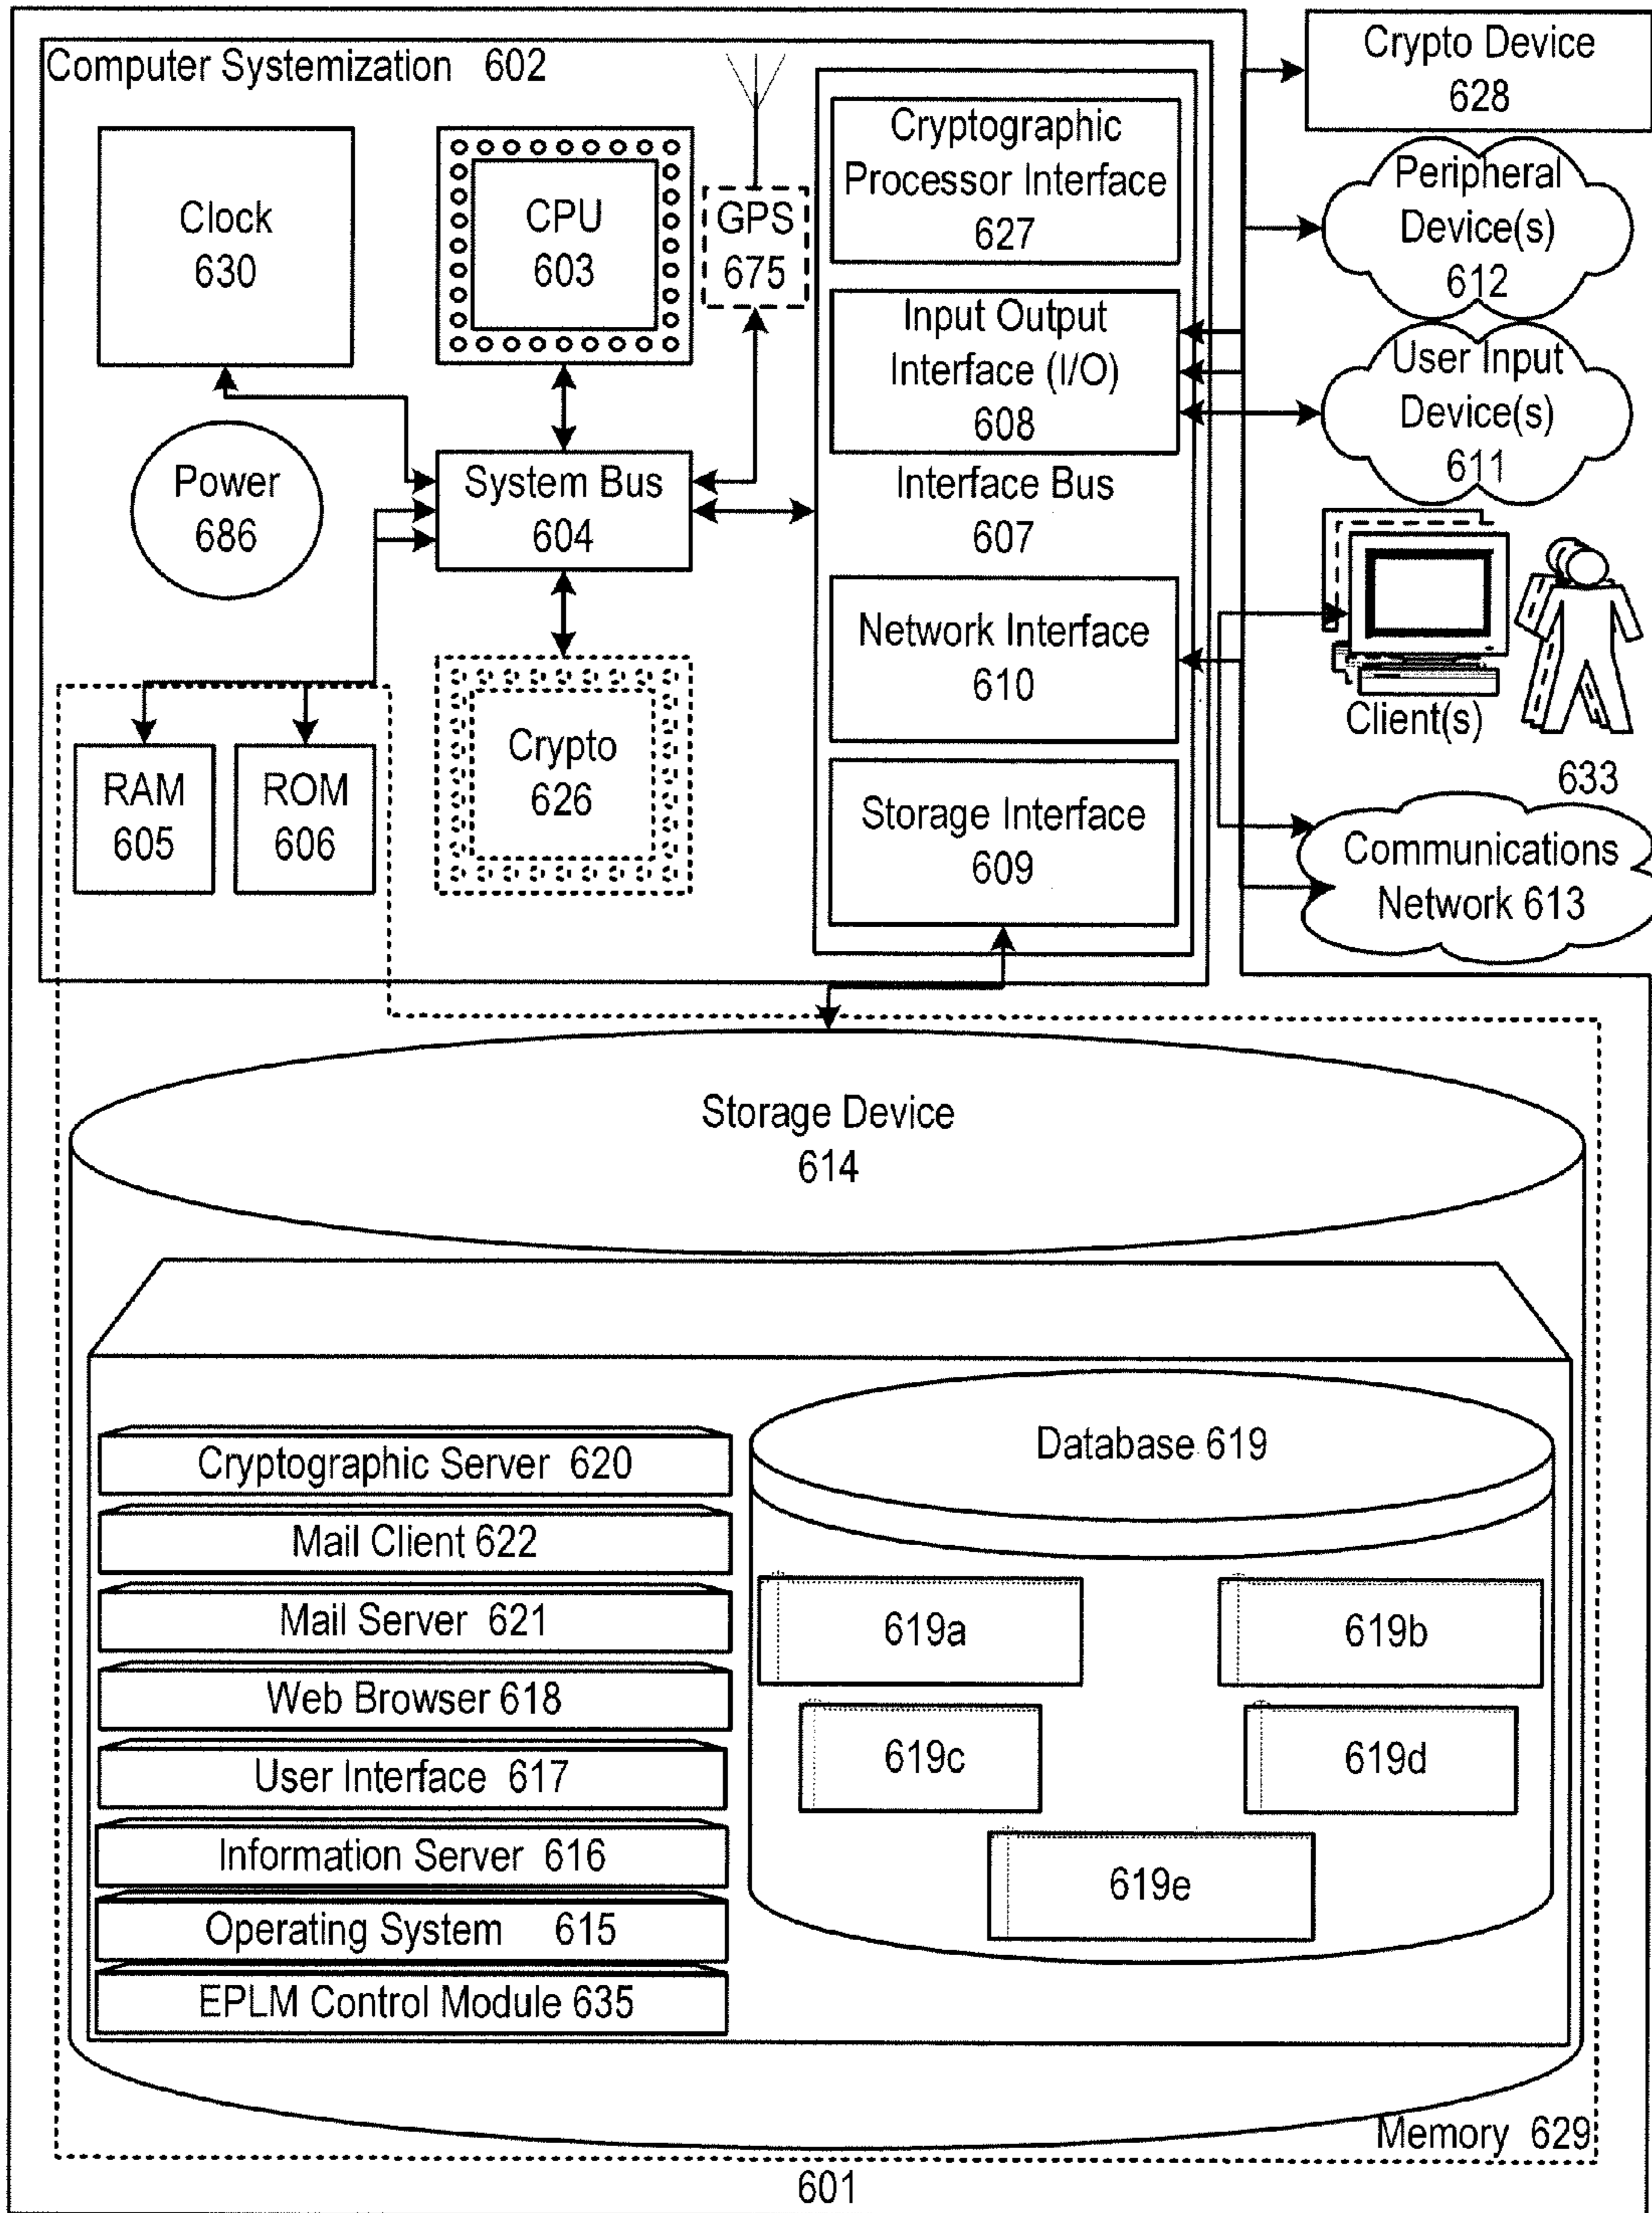 Computer Systemization 602
Clock
630
CPU
603
GPS
675
Cryptographic
Processor Interface
627
Input Output
Interface (I/O)
608
Interface Bus
607
Network Interface
610
Storage Interface
609
Power
686
System Bus
604
RAM
605
ROM
606
Crypto
626
Crypto Device
628
Peripheral
Device(s)
612
User Input
Device(s)
611
Client(s)
633
Communications
Network 613
Storage Device
614
Cryptographic Server 620
Mail Client 622
Mail Server 621
Web Browser 618
User Interface 617
Information Server 616
Operating System 615
EPLM Control Module 635
Database 619
619a
619b
619c
619d
619e
Memory 629
601